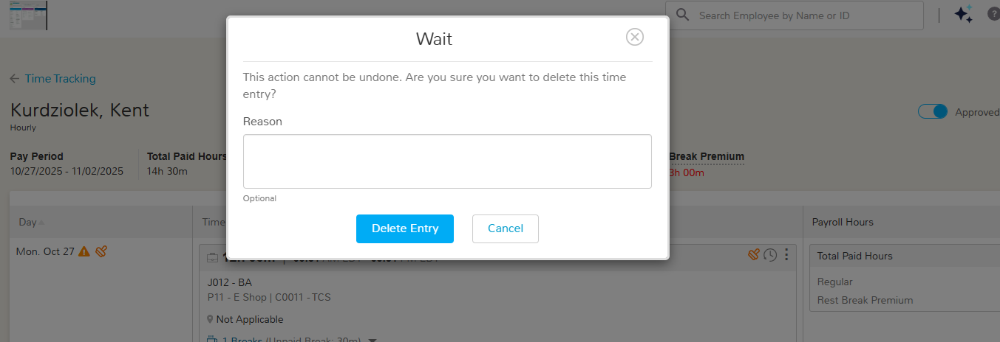 Search Employee by Name or ID
?
Wait
This action cannot be undone. Are you sure you want to delete this time
entry?
Reason
Optional
Delete Entry
Cancel
Time Tracking
Kurdziolek, Kent
Hourly
Approved
Pay Period
Total Paid Hours
Break Premium
10/27/2025 - 11/02/2025
14h 30m
3h 00m
Day
Time
Payroll Hours
Mon. Oct 27
Total Paid Hours
J012 - BA
Regular
P11 - E Shop | C0011 - TCS
Rest Break Premium
Not Applicable
1 Breaks (Unpaid Break: 30m)